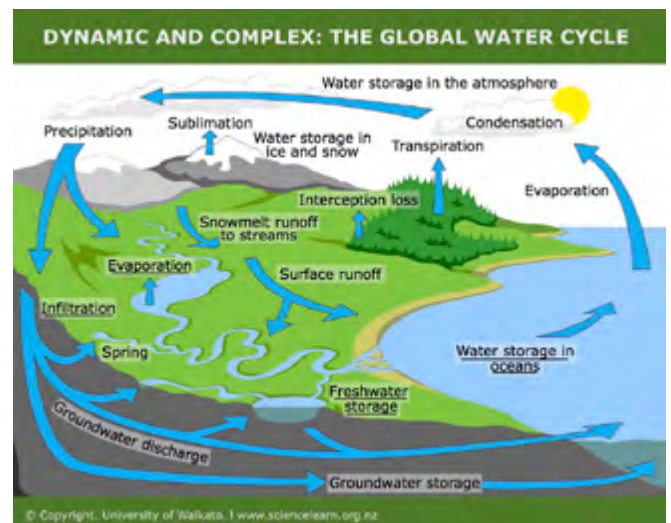 DYNAMIC AND COMPLEX: THE GLOBAL WATER CYCLE
Water storage in the atmosphere
Precipitation
Sublimation
Water storage in
ice and snow
Condensation
Transpiration
Evaporation
Interception loss
Snowmelt runoff
to streams
Evaporation
Surface runoff
Infiltration
Spring
Water storage in
oceans
Freshwater
storage
Groundwater discharge
Groundwater storage
© Copyright. University of Waikato. | www.sciencelearn.org.nz